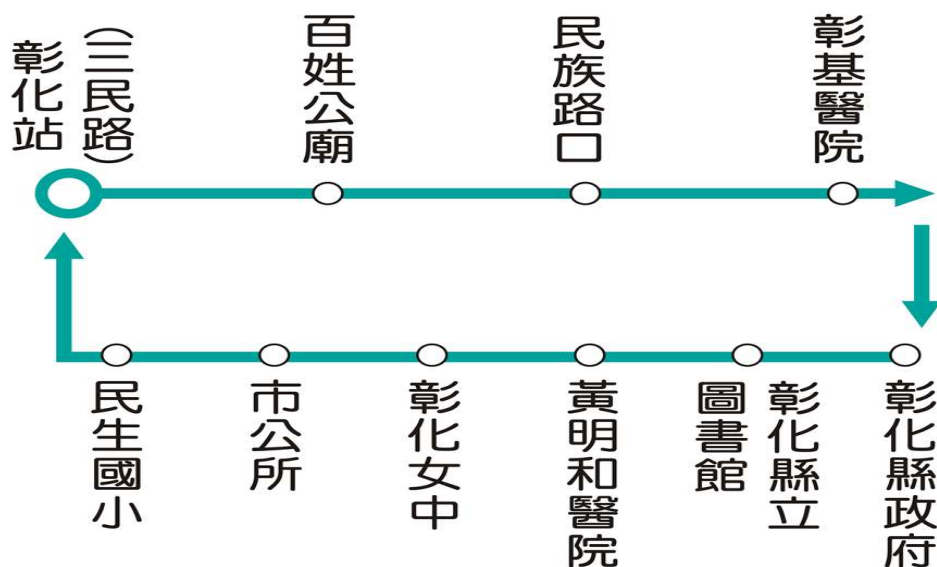 彰化站
(三民路)
百姓公廟
民族路口
彰基醫院
民生國小
市公所
彰化女中
黃明和醫院
彰化縣立
圖書館
彰化縣政府